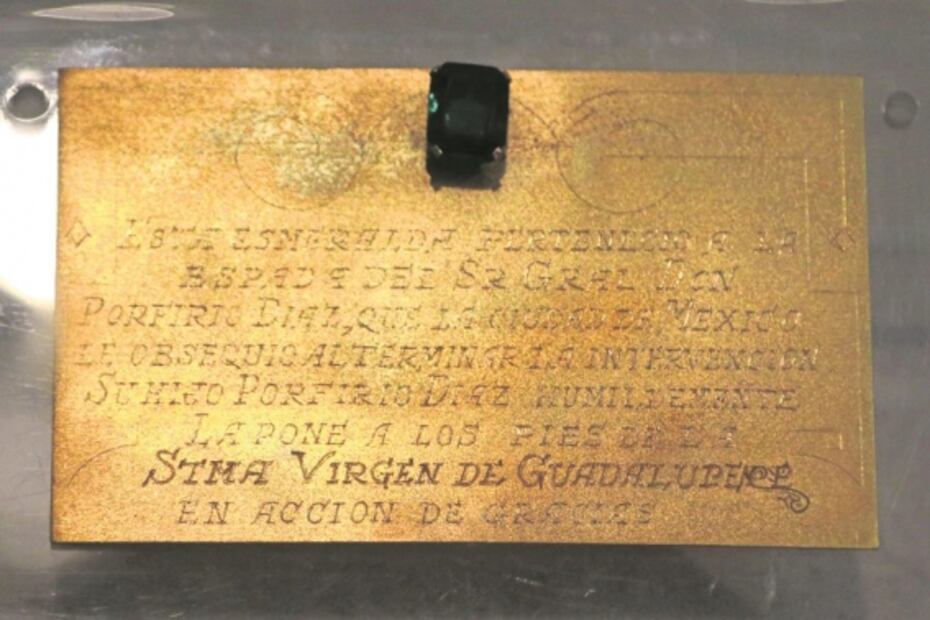 ESTA ESMERALDA PERTENECIO A LA
ESPADA DEL SR GRAL DON
PORFIRIO DIAZ, QUE LA CIUDAD DE MEXICO
LE OBSEQUIO AL TERMINAR LA INTERVENCION
SU HIJO PORFIRIO DIAZ HUMILDEMENTE
LA PONE A LOS PIES DE LA
STMA VIRGEN DE GUADALUPE
EN ACCION DE GRACIAS